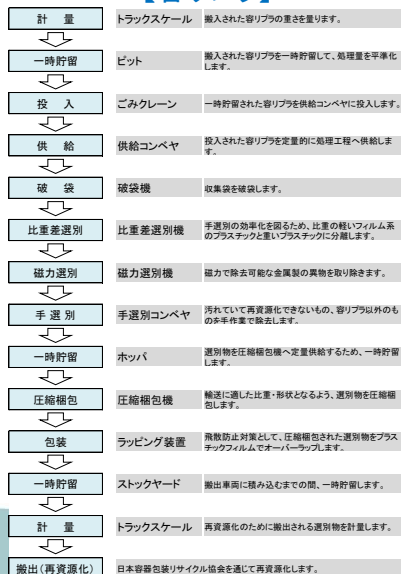 計 量 トラックスケール 搬入された容リプラの重さを量ります。
一時貯留 ピット 搬入された容リプラを一時貯留して、処理量を平準化
します。
投 入 ごみクレーン 一時貯留された容リプラを供給コンベヤに投入します。
供 給 供給コンベヤ 投入された容リプラを定量的に処理工程へ供給しま
す。
破 袋 破袋機 収集袋を破袋します。
比重差選別 比重差選別機 手選別の効率化を図るため、比重の軽いフィルム系
のプラスチックと重いプラスチックに分離します。
磁力選別 磁力選別機 磁力で除去可能な金属製の異物を取り除きます。
手 選 別 手選別コンベヤ 汚れていて再資源化できないもの、容リプラ以外のも
のを手作業で除去します。
一時貯留 ホッパ 選別物を圧縮梱包機へ定量供給するため、一時貯留
します。
圧縮梱包 圧縮梱包機 輸送に適した比重・形状となるよう、選別物を圧縮梱
包します。
包装 ラッピング装置 飛散防止対策として、圧縮梱包された選別物をプラス
チックフィルムでオーバーラップします。
一時貯留 ストックヤード 搬出車両に積み込むまでの間、一時貯留します。
計 量 トラックスケール 再資源化のために搬出される選別物を計量します。
搬出(再資源化) 日本容器包装リサイクル協会を通じて再資源化します。